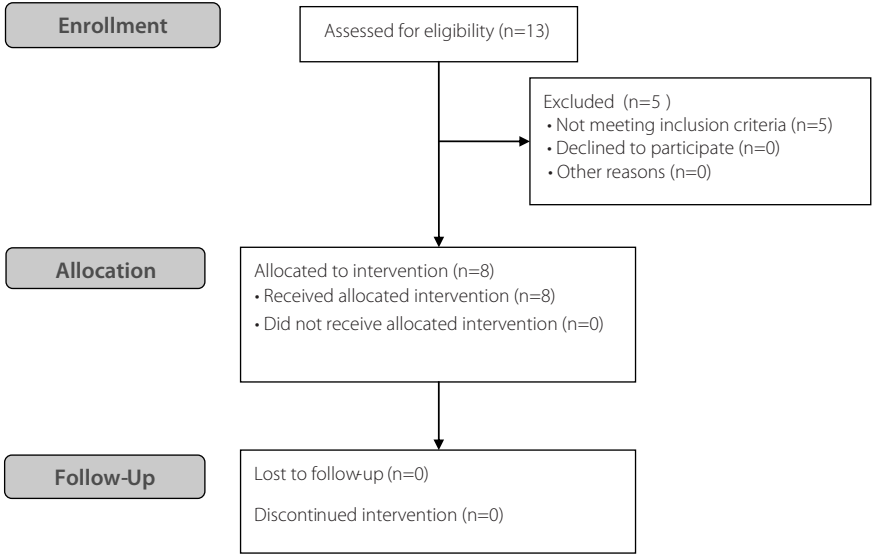 Enrollment
Assessed for eligibility (n=13)
Excluded (n=5 )
• Not meeting inclusion criteria (n=5)
• Declined to participate (n=0)
• Other reasons (n=0)
Allocation
Allocated to intervention (n=8)
• Received allocated intervention (n=8)
• Did not receive allocated intervention (n=0)
Follow-Up
Lost to follow-up (n=0)
Discontinued intervention (n=0)